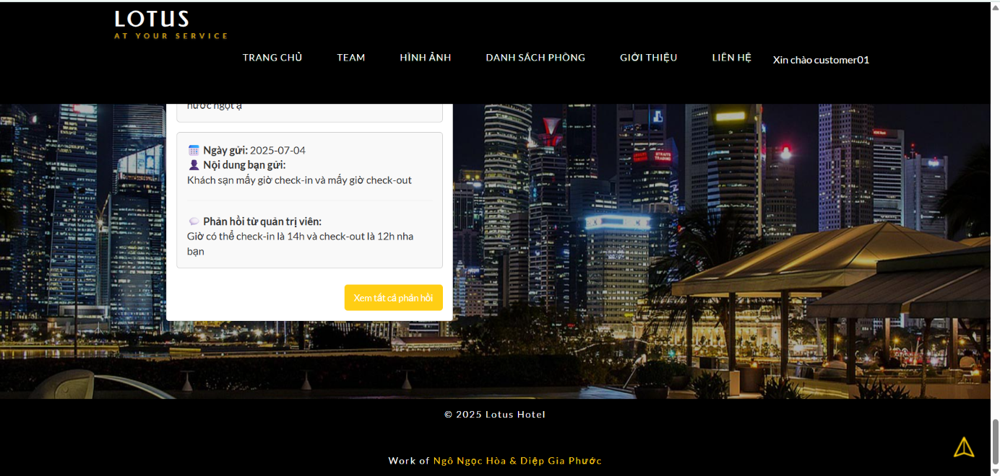 LOTUS
AT YOUR SERVICE
TRANG CHỦ TEAM HÌNH ẢNH DANH SÁCH PHÒNG GIỚI THIỆU LIÊN HỆ Xin chào customer01
nước ngọt ạ
Ngày gửi: 2025-07-04
Nội dung bạn gửi:
Khách sạn mấy giờ check-in và mấy giờ check-out
Phản hồi từ quản trị viên:
Giờ có thể check-in là 14h và check-out là 12h nha
bạn
Xem tất cả phản hồi
STRAITS
TRADING
© 2025 Lotus Hotel
Work of Ngô Ngọc Hòa & Diệp Gia Phước